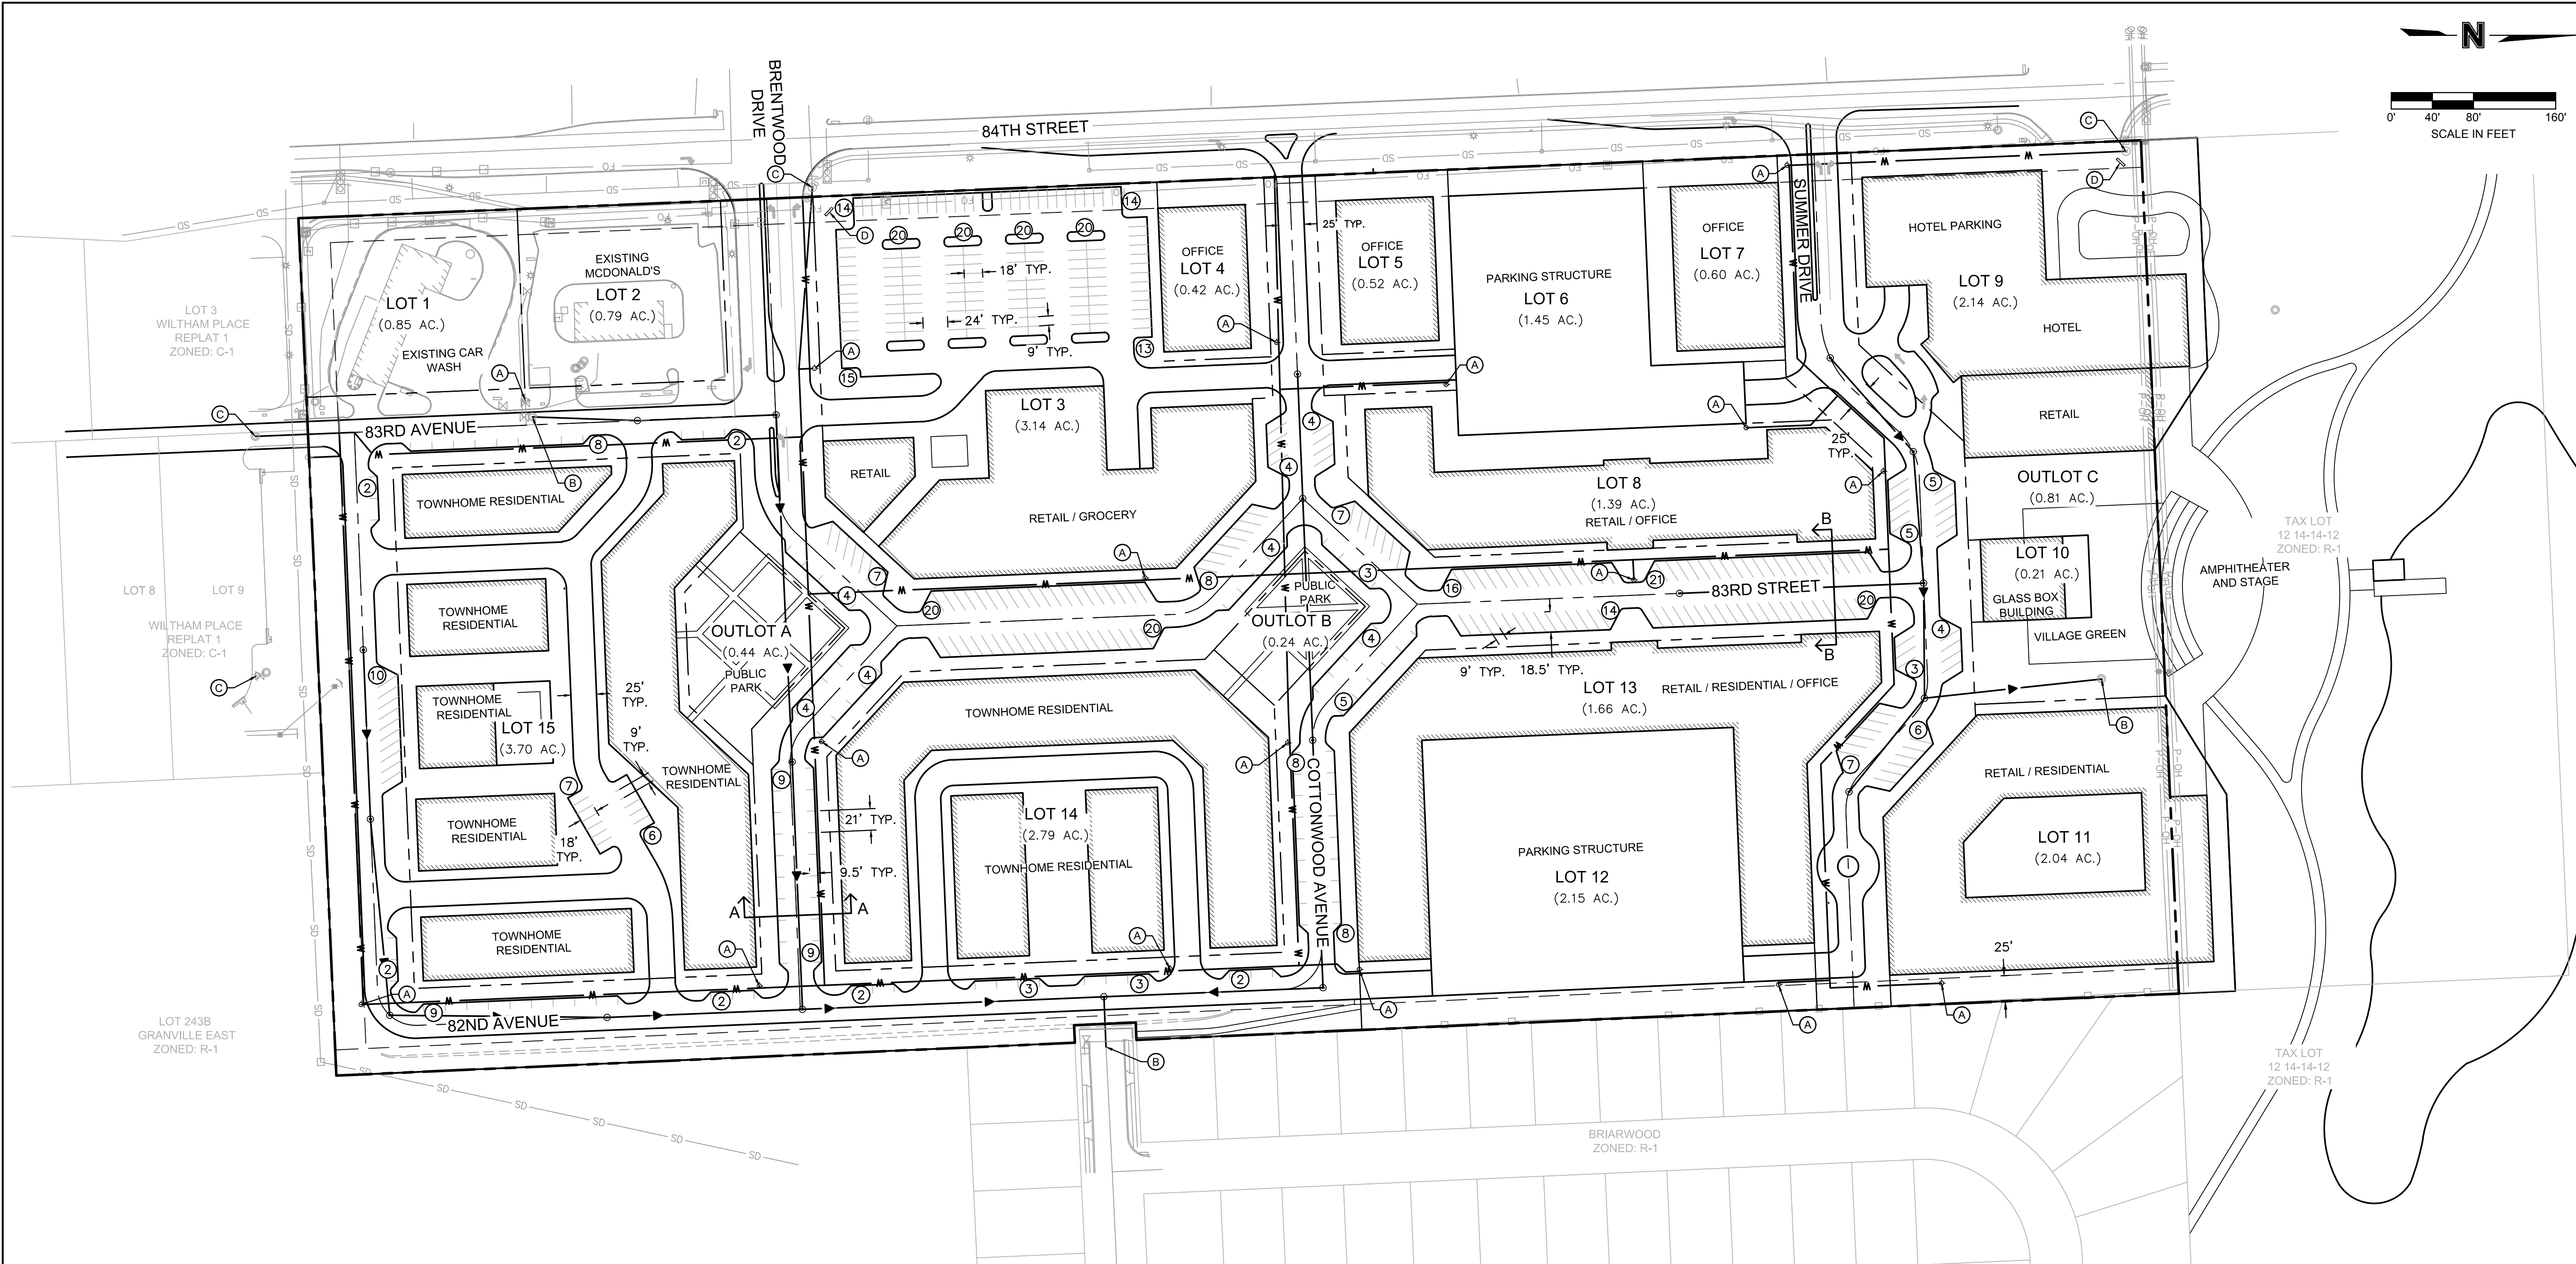 N
0' 40' 80' 160'
SCALE IN FEET
BRENTWOOD
DRIVE
84TH STREET
SUMMER DRIVE
83RD AVENUE
83RD STREET
COTTONWOOD AVENUE
82ND AVENUE
LOT 3
WILTHAM PLACE
REPLAT 1
ZONED: C-1
LOT 1
(0.85 AC.)
EXISTING CAR
WASH
EXISTING
MCDONALD'S
LOT 2
(0.79 AC.)
18' TYP.
24' TYP.
9' TYP.
OFFICE
LOT 4
(0.42 AC.)
25' TYP.
OFFICE
LOT 5
(0.52 AC.)
PARKING STRUCTURE
LOT 6
(1.45 AC.)
OFFICE
LOT 7
(0.60 AC.)
HOTEL PARKING
LOT 9
(2.14 AC.)
HOTEL
RETAIL
LOT 3
(3.14 AC.)
RETAIL
RETAIL / GROCERY
LOT 8
(1.39 AC.)
RETAIL / OFFICE
25'
TYP.
OUTLOT C
(0.81 AC.)
LOT 10
(0.21 AC.)
GLASS BOX
BUILDING
VILLAGE GREEN
AMPHITHEATER
AND STAGE
TAX LOT
12 14-14-12
ZONED: R-1
TOWNHOME RESIDENTIAL
TOWNHOME
RESIDENTIAL
TOWNHOME
RESIDENTIAL
LOT 15
(3.70 AC.)
TOWNHOME
RESIDENTIAL
TOWNHOME
RESIDENTIAL
25'
TYP.
9'
TYP.
18'
TYP.
TOWNHOME
RESIDENTIAL
OUTLOT A
(0.44 AC.)
PUBLIC
PARK
PUBLIC
PARK
OUTLOT B
(0.24 AC.)
B
B
9' TYP.
18.5' TYP.
LOT 13
(1.66 AC.)
RETAIL / RESIDENTIAL / OFFICE
TOWNHOME RESIDENTIAL
21' TYP.
9.5' TYP.
A
A
LOT 14
(2.79 AC.)
TOWNHOME RESIDENTIAL
PARKING STRUCTURE
LOT 12
(2.15 AC.)
RETAIL / RESIDENTIAL
LOT 11
(2.04 AC.)
25'
LOT 8
LOT 9
WILTHAM PLACE
REPLAT 1
ZONED: C-1
LOT 243B
GRANVILLE EAST
ZONED: R-1
BRIARWOOD
ZONED: R-1
TAX LOT
12 14-14-12
ZONED: R-1